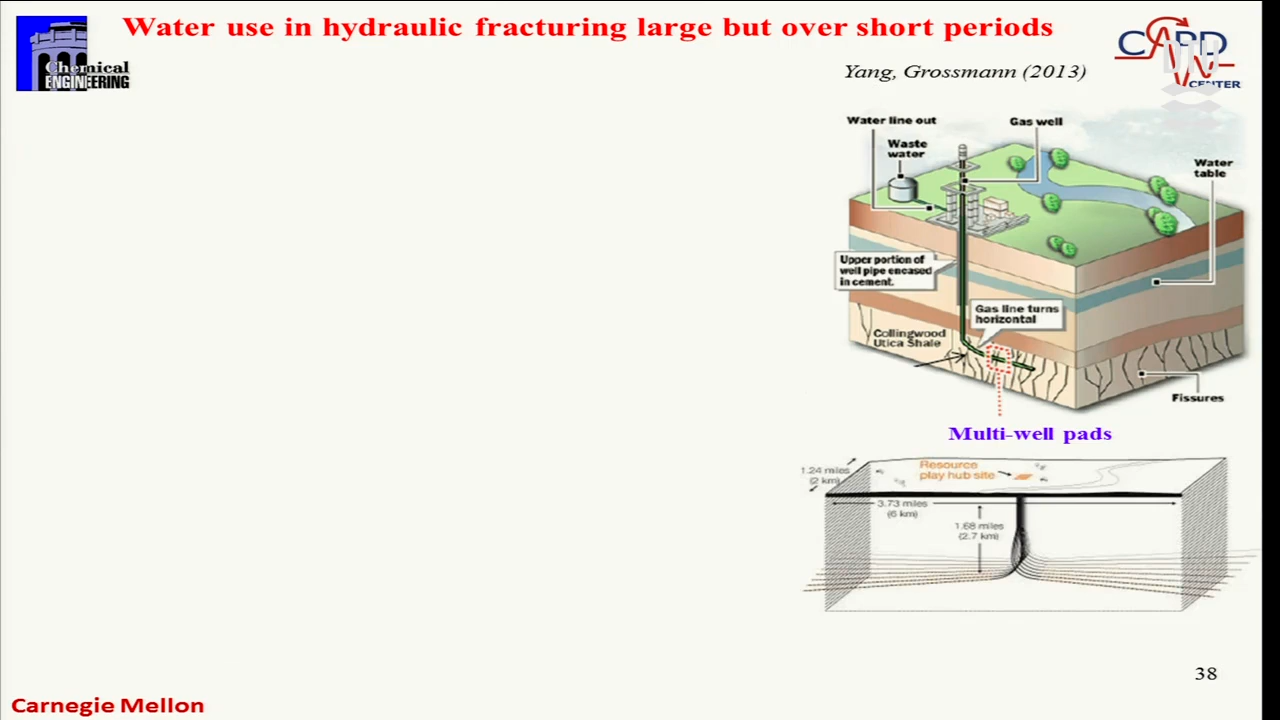 Water use in hydraulic fracturing large but over short periods
Chemical
ENGINEERING
CAPD
CENTER
Yang, Grossmann (2013)
Water line out
Gas well
Waste
water
Water
table
Upper portion of
well pipe encased
in cement.
Gas line turns
horizontal
Collingwood
Utica Shale
Fissures
Multi-well pads
1.24 miles
(2 km)
Resource
play hub site
3.73 miles
(6 km)
1.68 miles
(2.7 km)
38
Carnegie Mellon